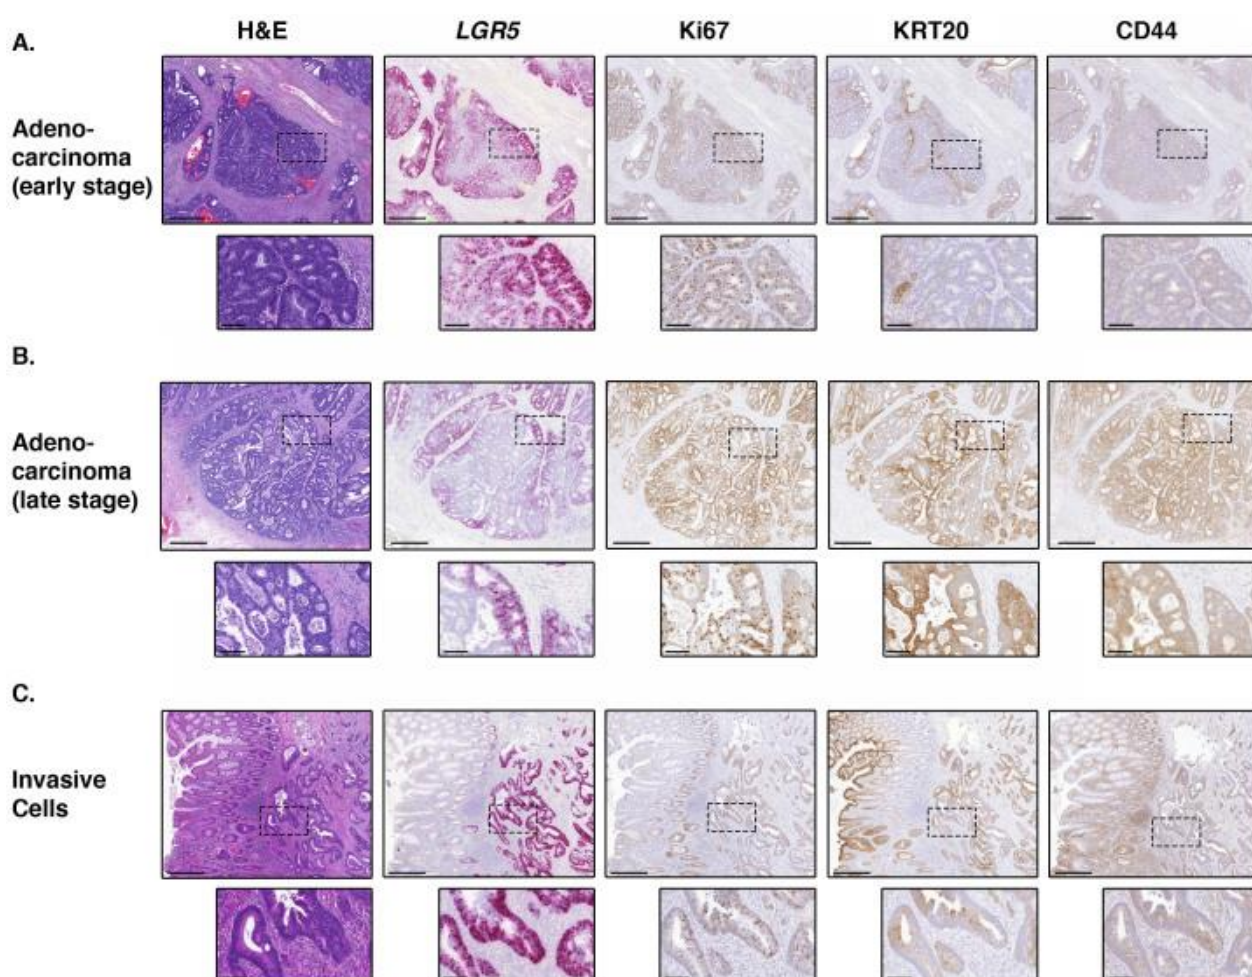 A.
H&E LGR5 Ki67 KRT20 CD44
Adeno-
carcinoma
(early stage)
B.
Adeno-
carcinoma
(late stage)
C.
Invasive
Cells